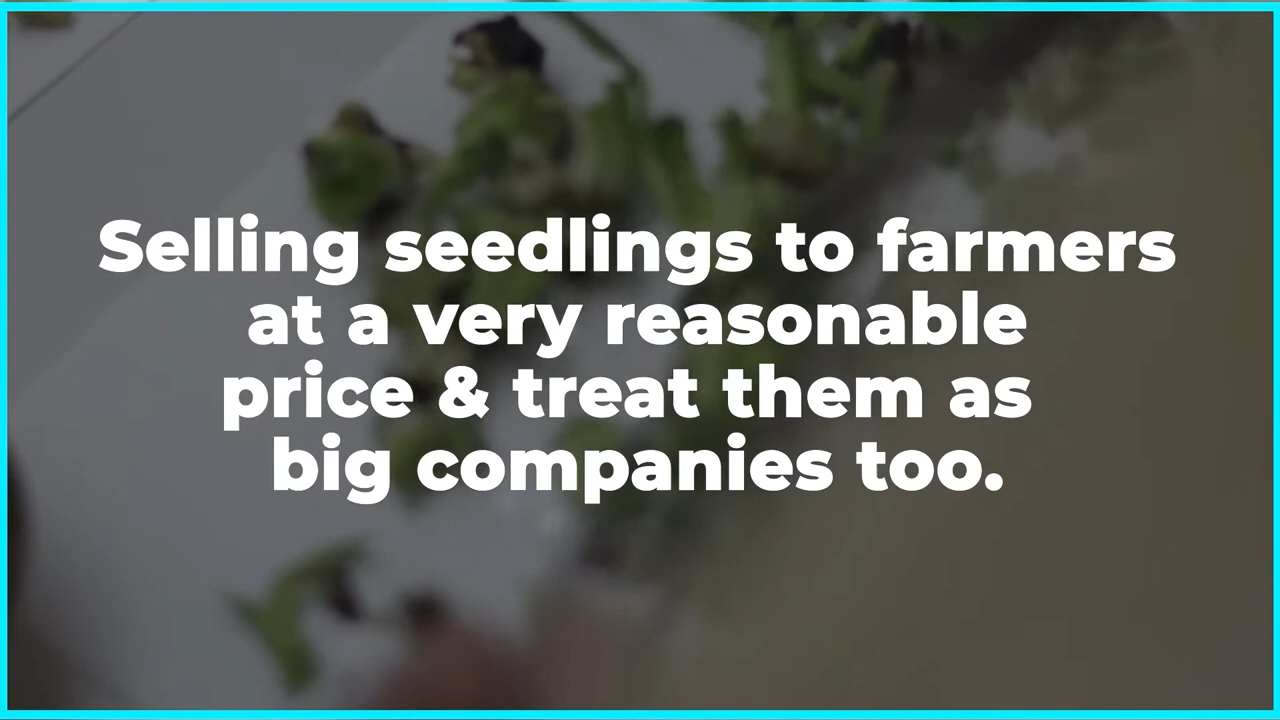 Selling seedlings to farmers
at a very reasonable
price & treat them as
big companies too.